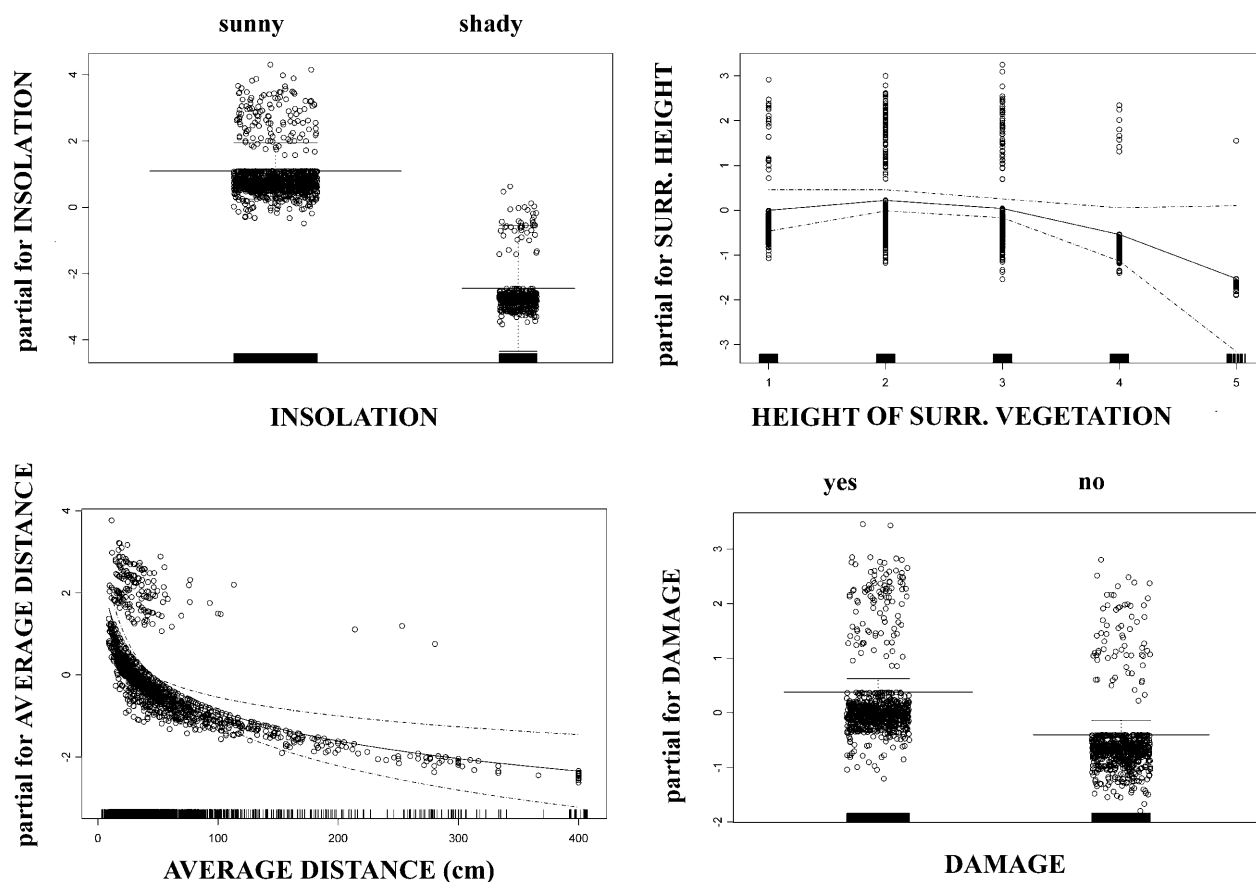 sunny shady
partial for INSOLATION
4
2
0
-2
-4
INSOLATION
partial for SURR. HEIGHT
3
2
1
0
-1
-2
-3
1 2 3 4 5
HEIGHT OF SURR. VEGETATION
partial for AVERAGE DISTANCE
4
2
0
-2
0 100 200 300 400
AVERAGE DISTANCE (cm)
yes no
partial for DAMAGE
3
2
1
0
-1
-2
DAMAGE